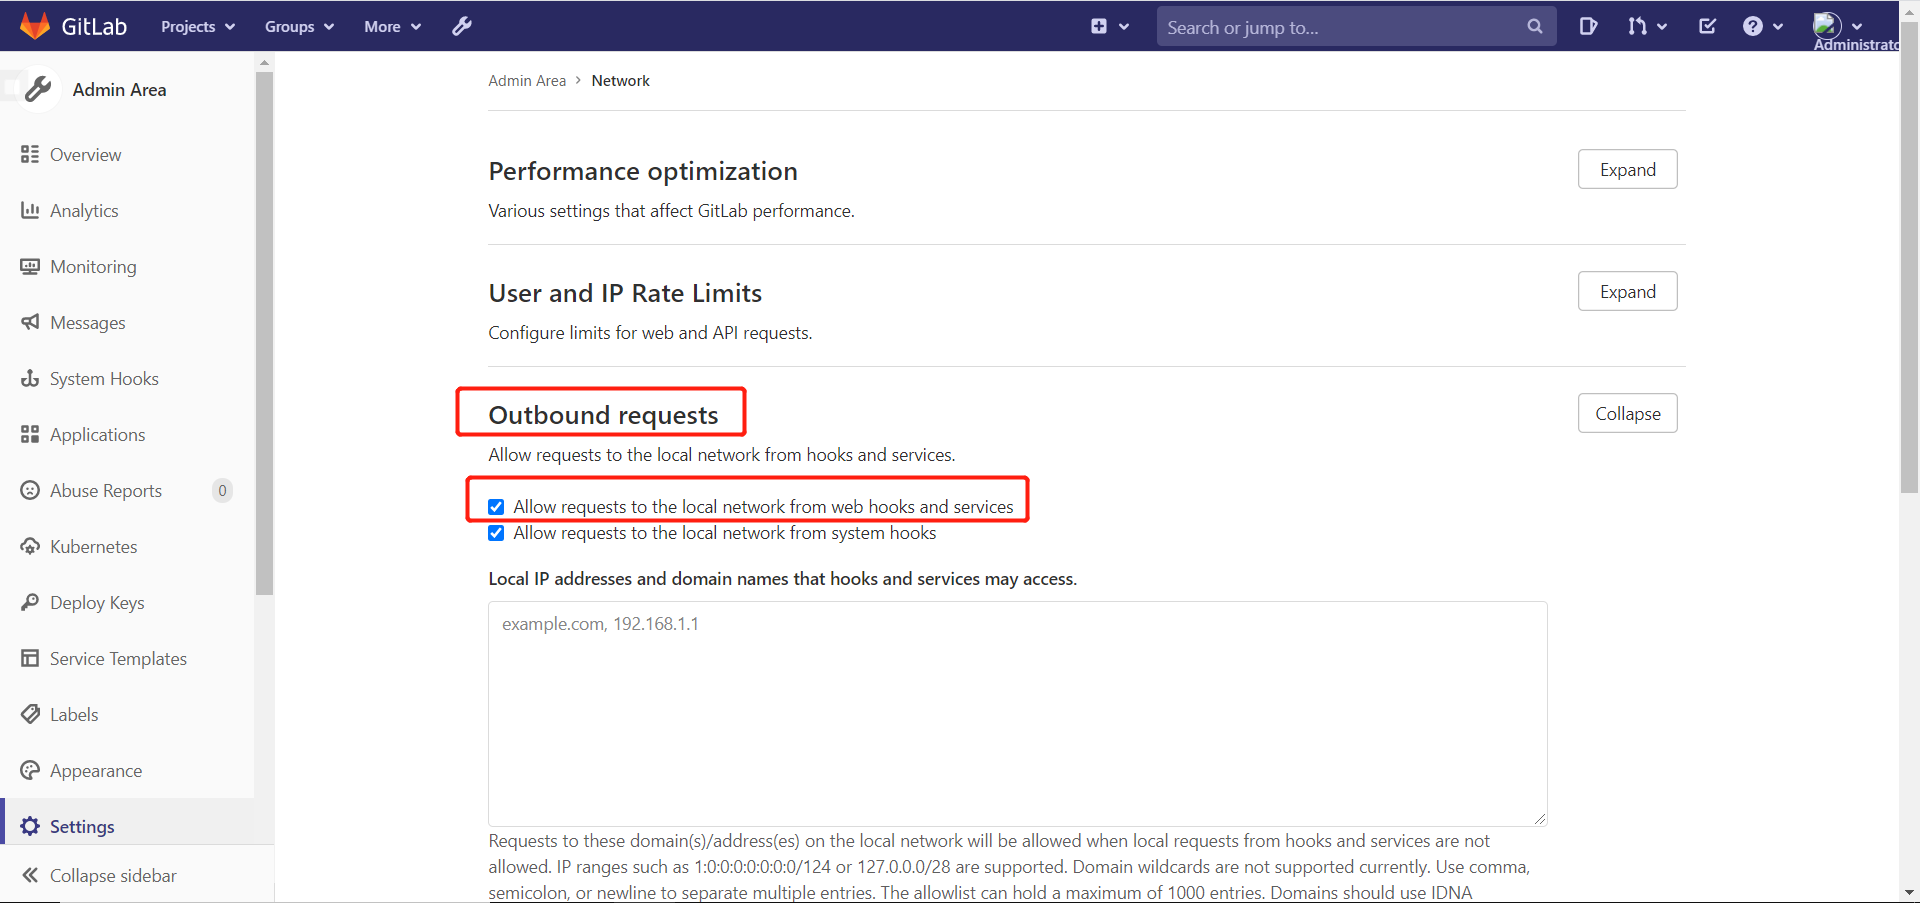 GitLab
Projects
Groups
More
Search or jump to...
Administrato
Admin Area
Overview
Analytics
Monitoring
Messages
System Hooks
Applications
Abuse Reports 0
Kubernetes
Deploy Keys
Service Templates
Labels
Appearance
Settings
Collapse sidebar
Admin Area > Network
Performance optimization
Expand
Various settings that affect GitLab performance.
User and IP Rate Limits
Expand
Configure limits for web and API requests.
Outbound requests
Collapse
Allow requests to the local network from hooks and services.
Allow requests to the local network from web hooks and services
Allow requests to the local network from system hooks
Local IP addresses and domain names that hooks and services may access.
example.com, 192.168.1.1
Requests to these domain(s)/address(es) on the local network will be allowed when local requests from hooks and services are not
allowed. IP ranges such as 1:0:0:0:0:0:0:0/124 or 127.0.0.0/28 are supported. Domain wildcards are not supported currently. Use comma,
semicolon, or newline to separate multiple entries. The allowlist can hold a maximum of 1000 entries. Domains should use IDNA